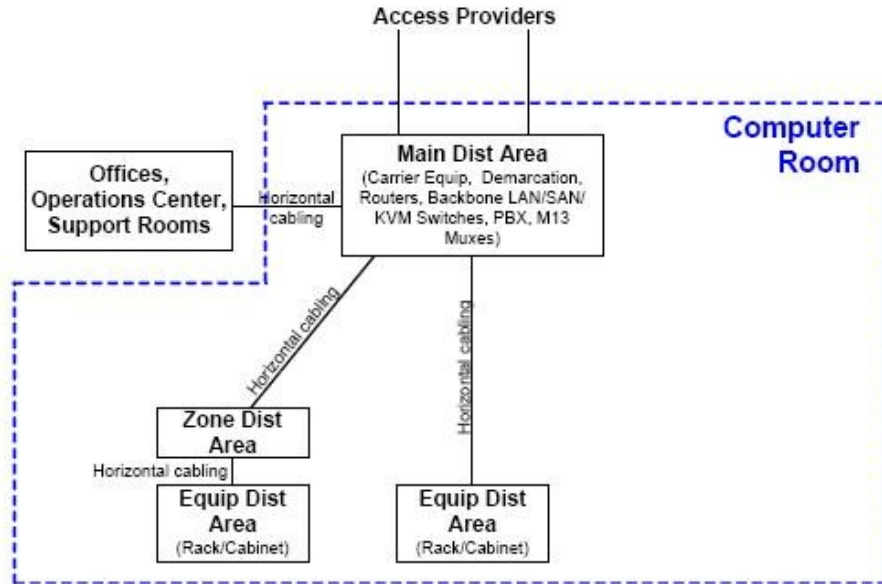 Access Providers
Computer
Room
Main Dist Area
(Carrier Equip, Demarcation,
Routers, Backbone LAN/SAN/
KVM Switches, PBX, M13
Muxes)
Offices,
Operations Center,
Support Rooms
Horizontal
cabling
Horizontal cabling
Horizontal cabling
Zone Dist
Area
Horizontal cabling
Equip Dist
Area
(Rack/Cabinet)
Equip Dist
Area
(Rack/Cabinet)